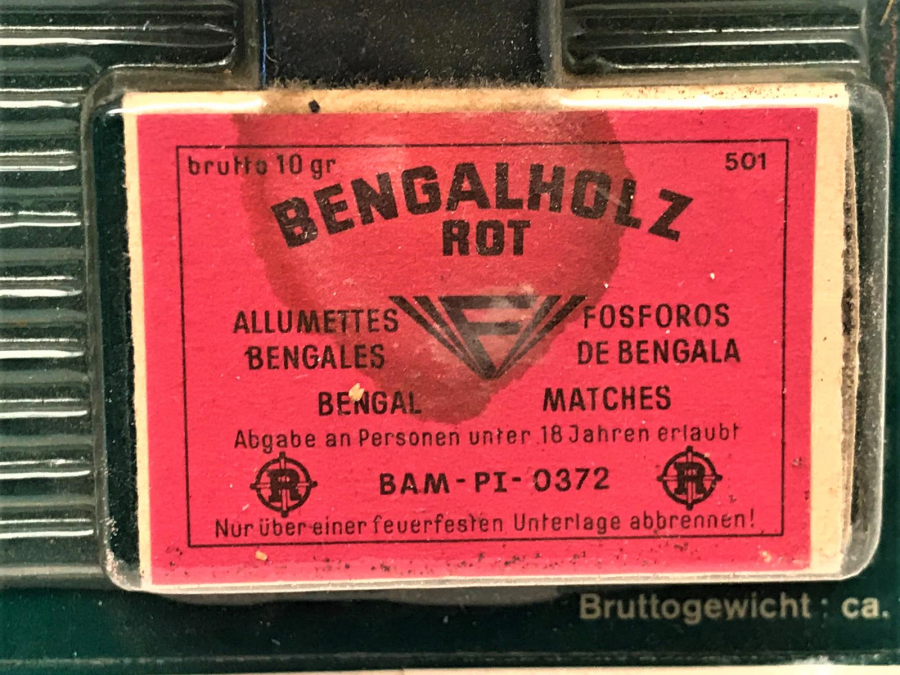 brutto 10 gr 501
BENGALHOLZ
ROT
ALLUMETTES FOSFOROS
BENGALES DE BENGALA
BENGAL MATCHES
Abgabe an Personen unter 18 Jahren erlaubt
R BAM-PI-0372 R
Nur über einer feuerfesten Unterlage abbrennen!
Bruttogewicht: ca.